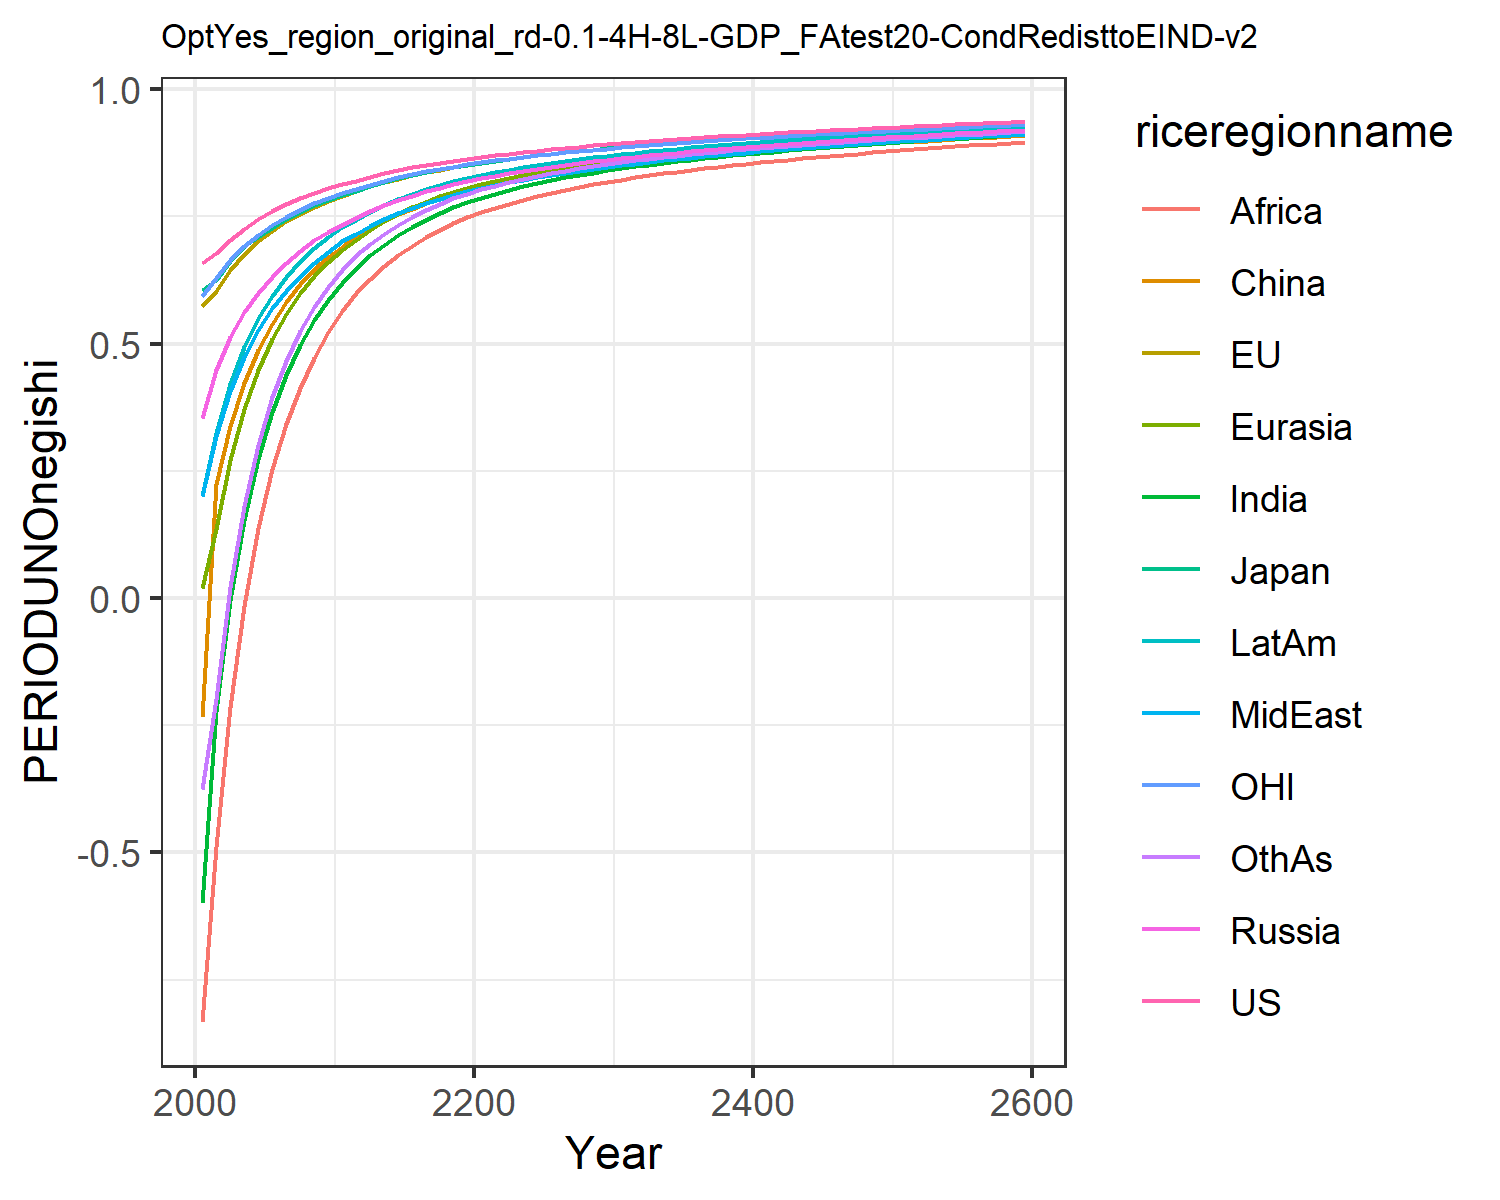 OptYes_region_original_rd-0.1-4H-8L-GDP_FAtest20-CondRedisttoEIND-v2
PERIODUNOnegishi
1.0
0.5
0.0
-0.5
2000
2200
2400
2600
Year
riceregionname
Africa
China
EU
Eurasia
India
Japan
LatAm
MidEast
OHI
OthAs
Russia
US